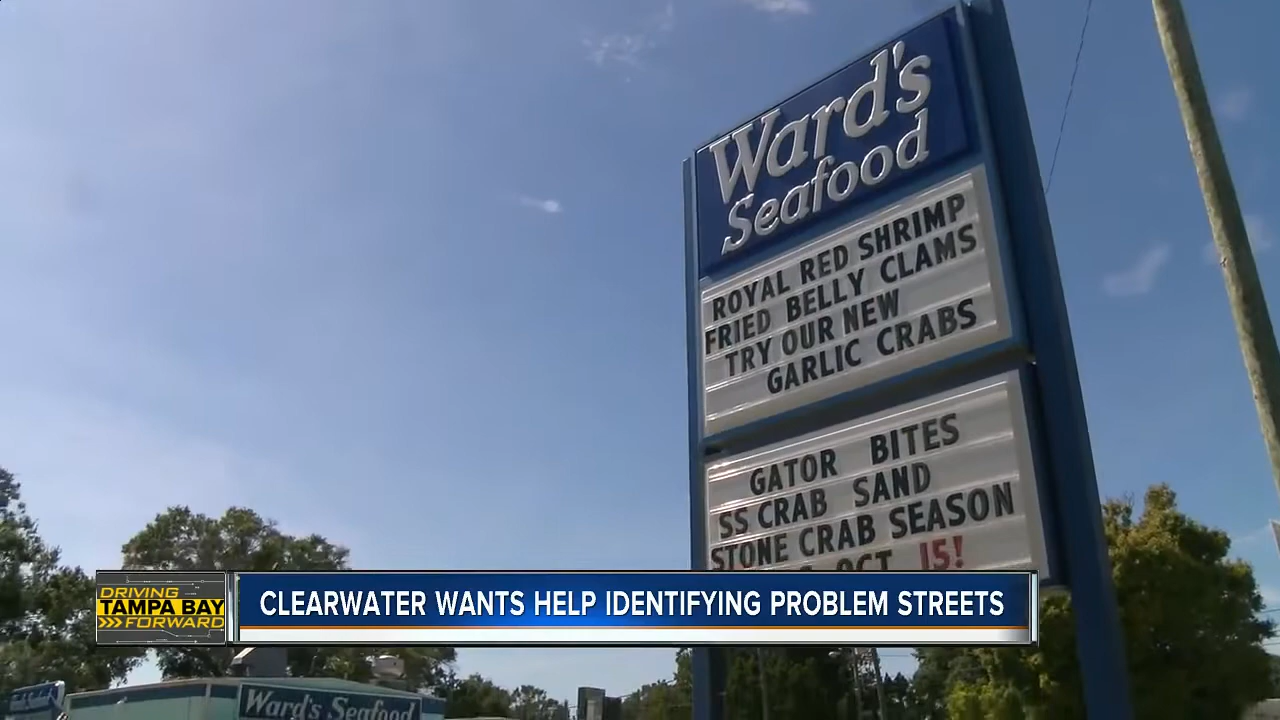 Ward's
Seafood
ROYAL RED SHRIMP
FRIED BELLY CLAMS
TRY OUR NEW
GARLIC CRABS
GATOR BITES
SS CRAB SAND
STONE CRAB SEASON
OCT 15!
DRIVING
TAMPA BAY
FORWARD
CLEARWATER WANTS HELP IDENTIFYING PROBLEM STREETS
Ward's Seafood